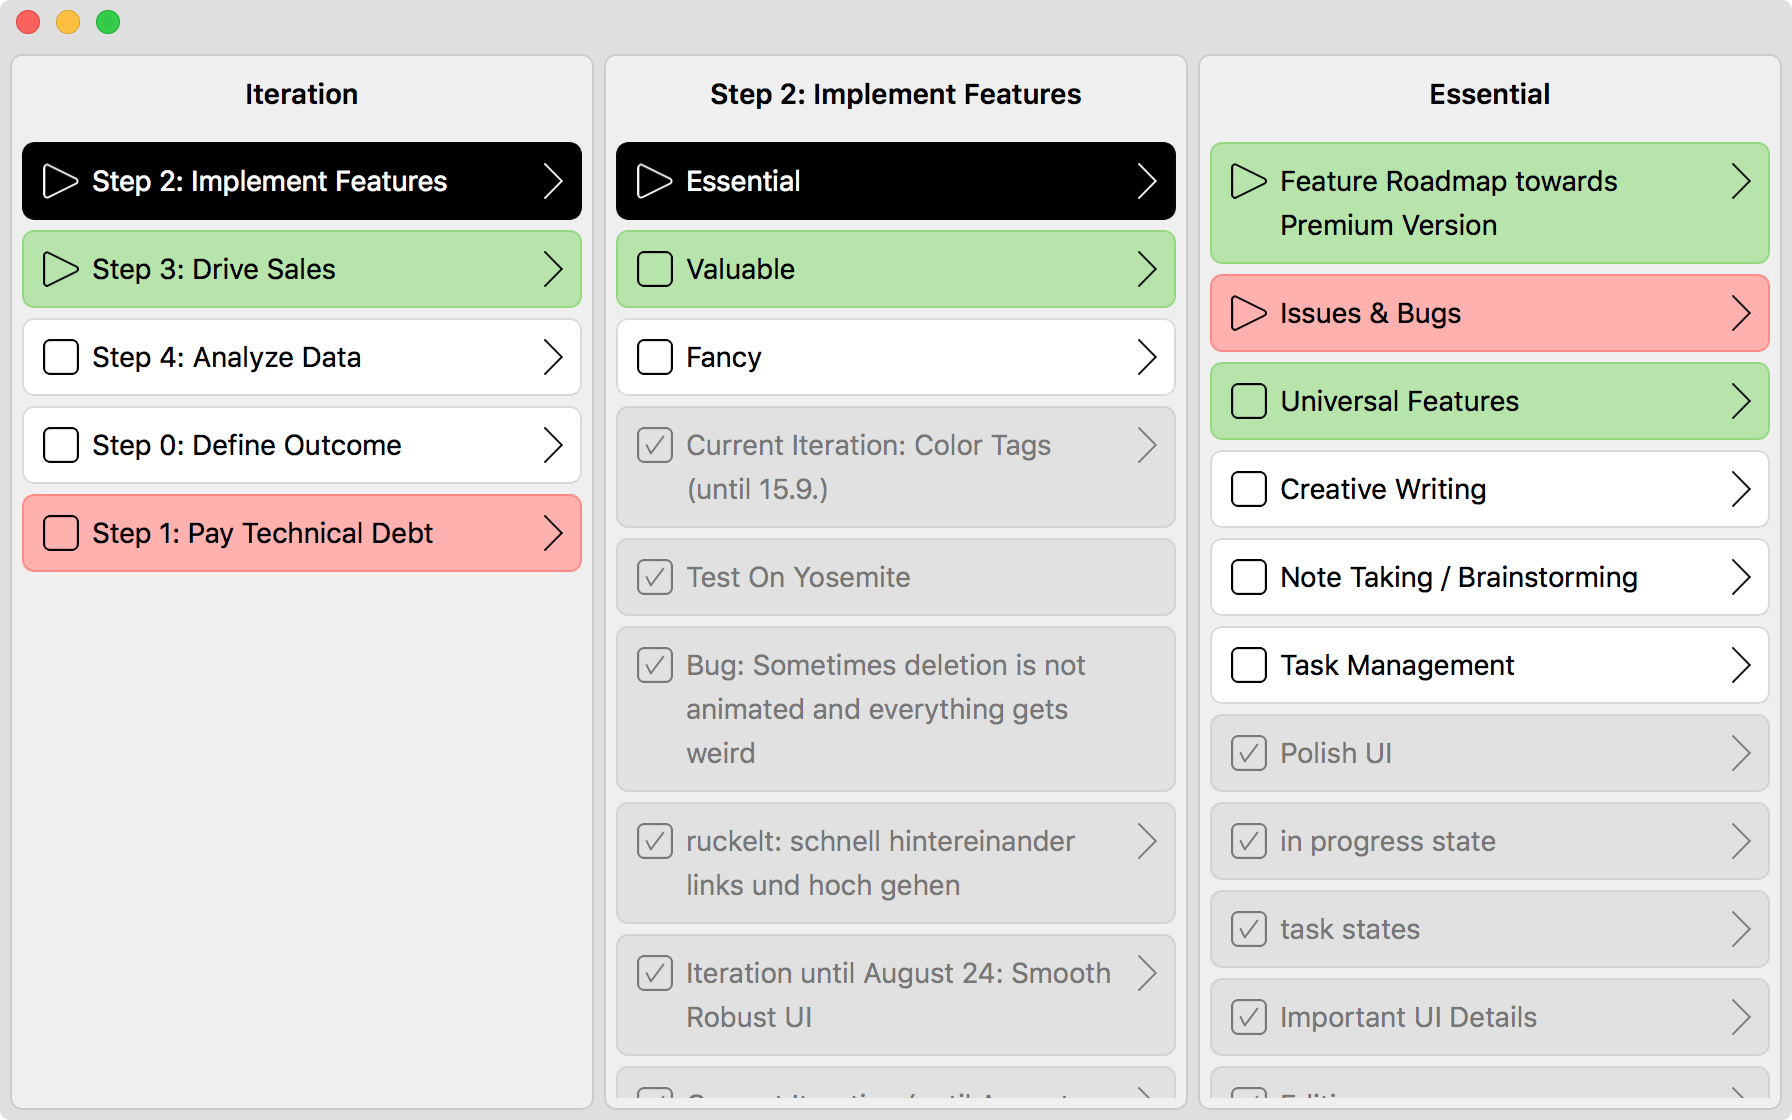 Iteration
Step 2: Implement Features
Step 3: Drive Sales
Step 4: Analyze Data
Step 0: Define Outcome
Step 1: Pay Technical Debt
Step 2: Implement Features
Essential
Valuable
Fancy
Current Iteration: Color Tags
(until 15.9.)
Test On Yosemite
Bug: Sometimes deletion is not
animated and everything gets
weird
ruckelt: schnell hintereinander
links und hoch gehen
Iteration until August 24: Smooth
Robust UI
Essential
Feature Roadmap towards
Premium Version
Issues & Bugs
Universal Features
Creative Writing
Note Taking / Brainstorming
Task Management
Polish UI
in progress state
task states
Important UI Details